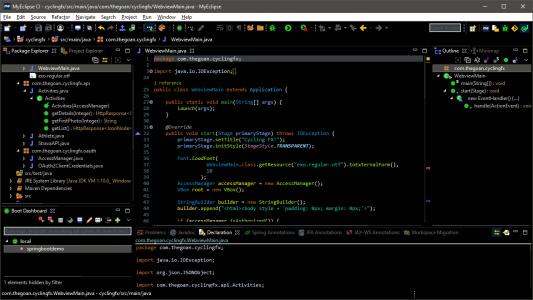 MyEclipse CI - cyclingfx/src/main/java/com/thegoan/cyclingfx/WebviewMain.java - MyEclipse
File Edit Source Refactor Navigate Search Project Run Window Help
cyclingfx src/main/java com.thegoan.cyclingfx WebviewMain
Package Explorer Project Explorer
WebviewMain.java
exo.regular.otf
com.thegoan.cyclingfx.api
Activities.java
Activities
Activities(AccessManager)
getDetails(Integer) : HttpResponse<J
getFirstPhoto(Integer) : String
getList() : HttpResponse<JsonNode>
Athlete.java
StravaAPI.java
com.thegoan.cyclingfx.oauth
AccessManager.java
OAuthClientCredentials.java
src/test/java
JRE System Library [Java JDK VM 1.10.0_Window
Maven Dependencies
src
Boot Dashboard
local
springbootdemo
1 elements hidden by filter
WebviewMain.java
1 package com.thegoan.cyclingfx;
import java.io.IOException;
1 reference
public class WebviewMain extends Application {
public static void main(String[] args) {
launch(args);
}
@Override
public void start(Stage primaryStage) throws IOException {
primaryStage.setTitle("Cycling FX!");
primaryStage.initStyle(StageStyle.TRANSPARENT);
Font.loadFont(
WebviewMain.class.getResource("exo.regular.otf").toExternalForm(),
10
);
AccessManager accessManager = new AccessManager();
VBox root = new VBox();
StringBuilder builder = new StringBuilder();
builder.append("<html><body style = 'padding: 0px; margin: 0px;'>");
Problems Javadoc Declaration Spring Annotations JPA Annotations JAX-WS Annotations Workspace Migration
com.thegoan.cyclingfx.WebviewMain.java
package com.thegoan.cyclingfx;
import java.io.IOException;
import org.json.JSONObject;
import com.thegoan.cyclingfx.api.Activities;
Outline Spring
com.thegoan.cyclingfx
WebviewMain
main(String[]) : void
start(Stage) : void
new EventHandler() {...}
handle(ActionEvent) : void
com.thegoan.cyclingfx.WebviewMain.java - cyclingfx/src/main/java